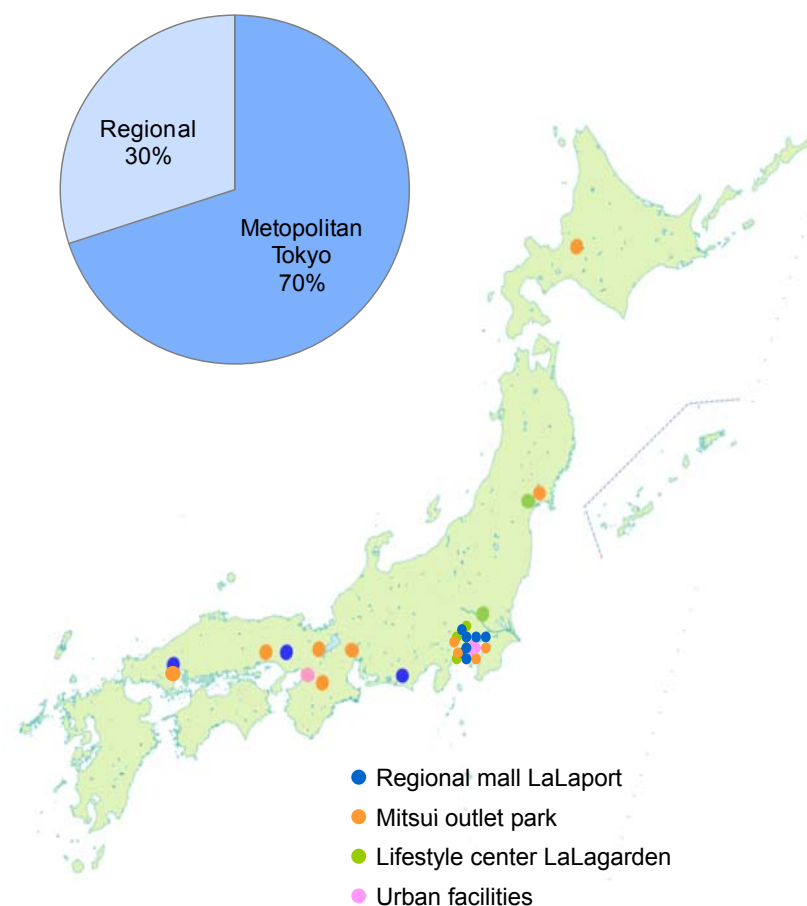 Regional
30%
Metopolitan
Tokyo
70%
Regional mall LaLaport
Mitsui outlet park
Lifestyle center LaLagarden
Urban facilities